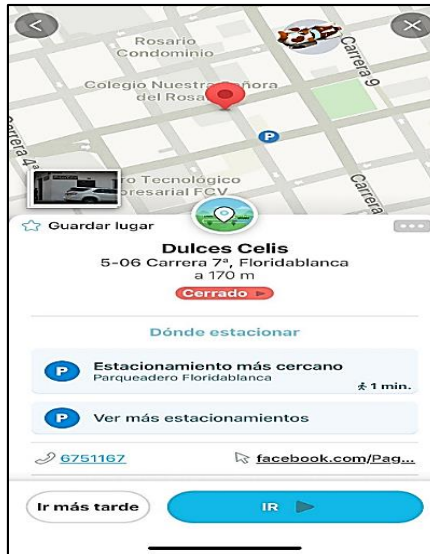 Rosario
Condominio
Carrera 9
Colegio Nuestra Señora
del Rosa
P
Carrera 4ª
o Tecnológico
resarial FCV
Carrera
Guardar lugar
Dulces Celis
5-06 Carrera 7ª, Floridablanca
a 170 m
Cerrado
Dónde estacionar
P
Estacionamiento más cercano
Parqueadero Floridablanca
1 min.
P
Ver más estacionamientos
6751167
facebook.com/Pag...
Ir más tarde
IR